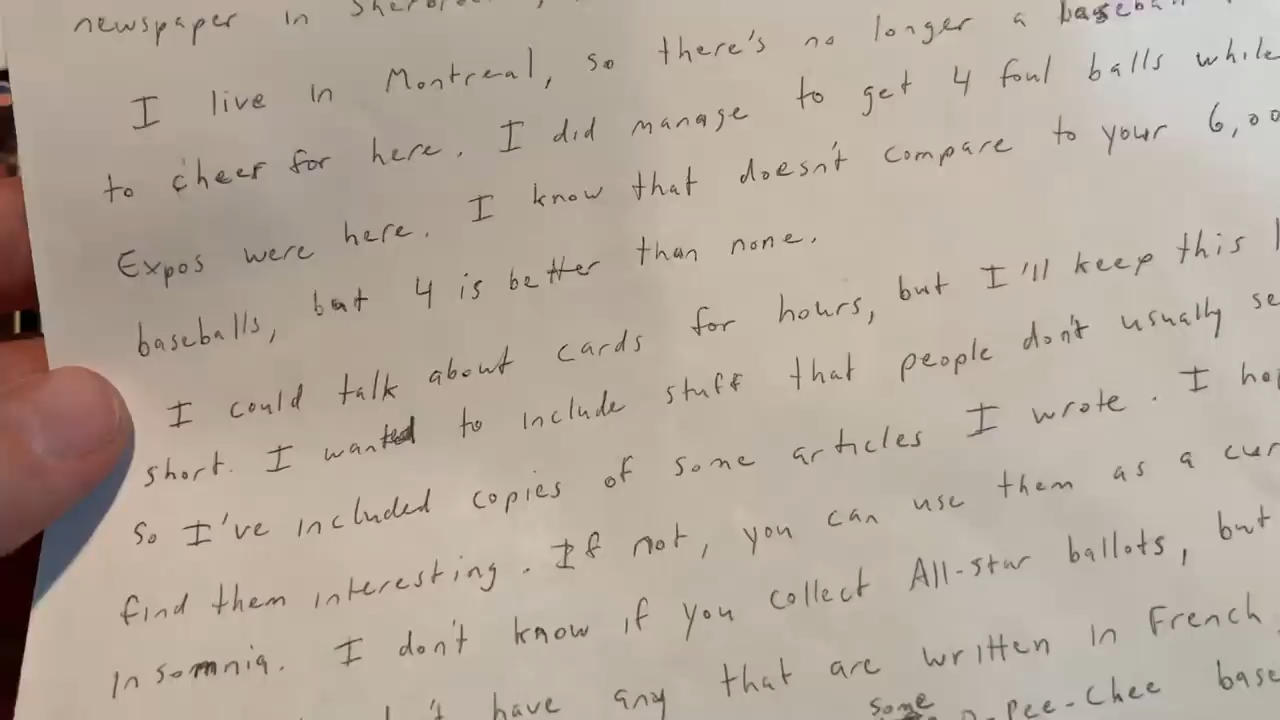 newspaper in
I live in Montreal, so there's no longer a
to cheer for here. I did manage to get 4 foul balls while
Expos were here. I know that doesn't compare to your
baseballs, but 4 is better than none.
I could talk about cards for hours, but I'll keep this
short. I wanted to include stuff that people don't usually
So I've included copies of some articles I wrote. I
find them interesting. If not, you can use them as a
insomnia. I don't know if you collect All-Star ballots, but
have any that are written in French
some
O-Pee-Chee